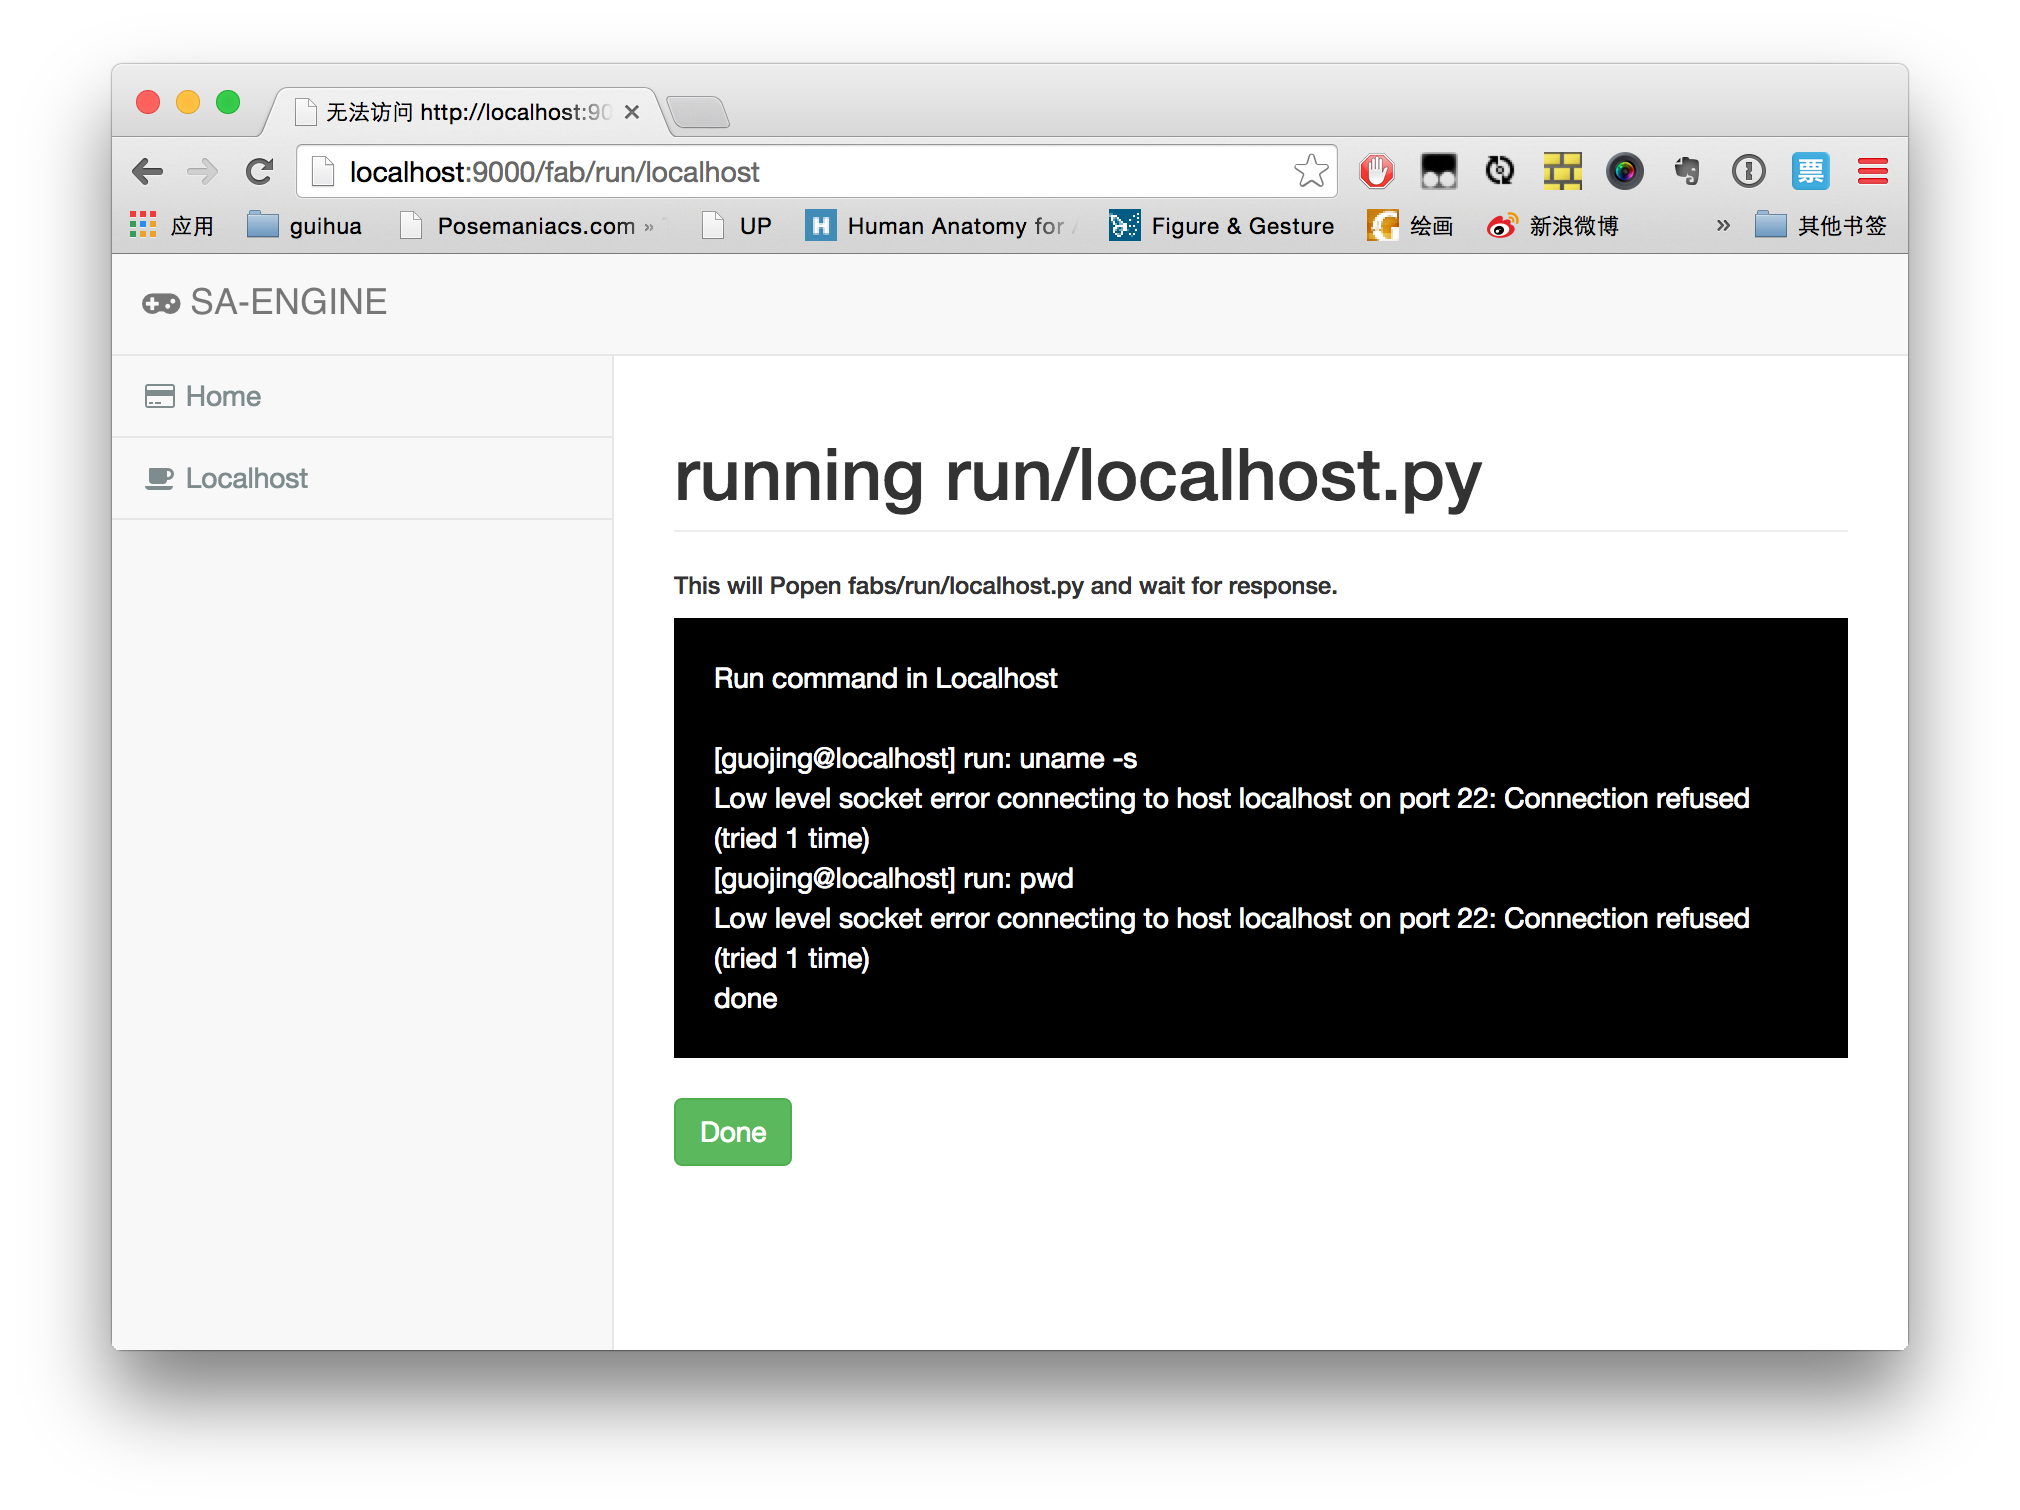 无法访问 http://localhost:90
localhost:9000/fab/run/localhost
票
应用 guihua Posemaniacs.com » UP Human Anatomy for Figure & Gesture 绘画 新浪微博 » 其他书签
SA-ENGINE
Home
Localhost
running run/localhost.py
This will Popen fabs/run/localhost.py and wait for response.
Run command in Localhost
[guojing@localhost] run: uname -s
Low level socket error connecting to host localhost on port 22: Connection refused
(tried 1 time)
[guojing@localhost] run: pwd
Low level socket error connecting to host localhost on port 22: Connection refused
(tried 1 time)
done
Done